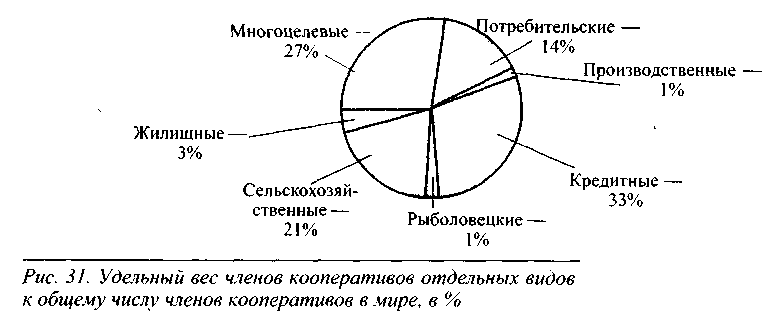 Многоцелевые —
27%
Потребительские —
14%
Производственные —
1%
Жилищные —
3%
Кредитные —
33%
Сельскохозяй-
ственные —
21%
Рыболовецкие —
1%
Рис. 31. Удельный вес членов кооперативов отдельных видов
к общему числу членов кооперативов в мире, в %